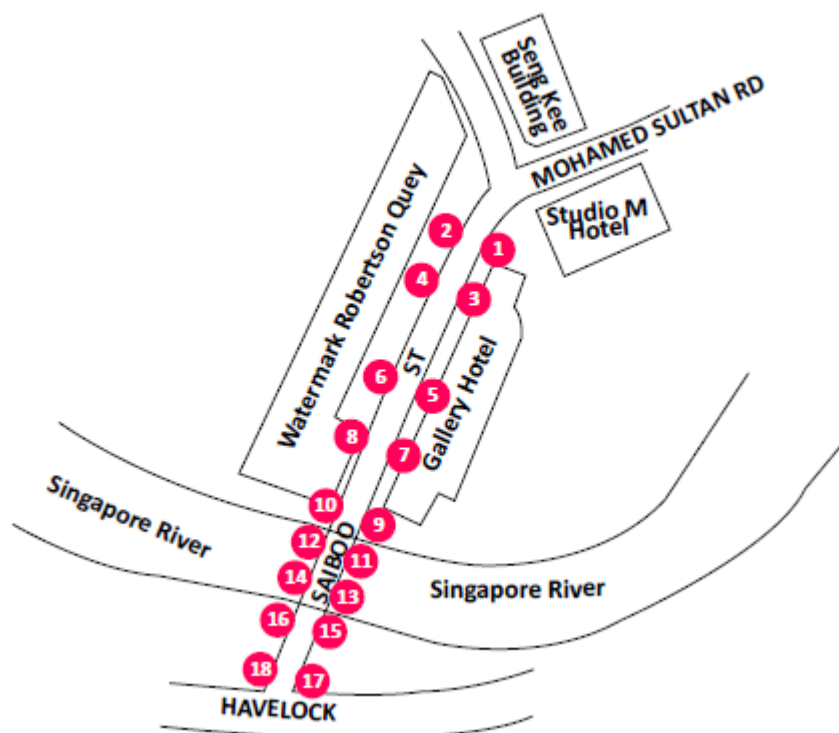 Seng Kee
Building
MOHAMED SULTAN RD
Studio M
Hotel
Watermark Robertson Quey
2
1
4
3
ST
6
5
Gallery Hotel
8
7
Singapore River
10
9
12
SAIBOO
11
14
13
Singapore River
16
15
18
17
HAVELOCK